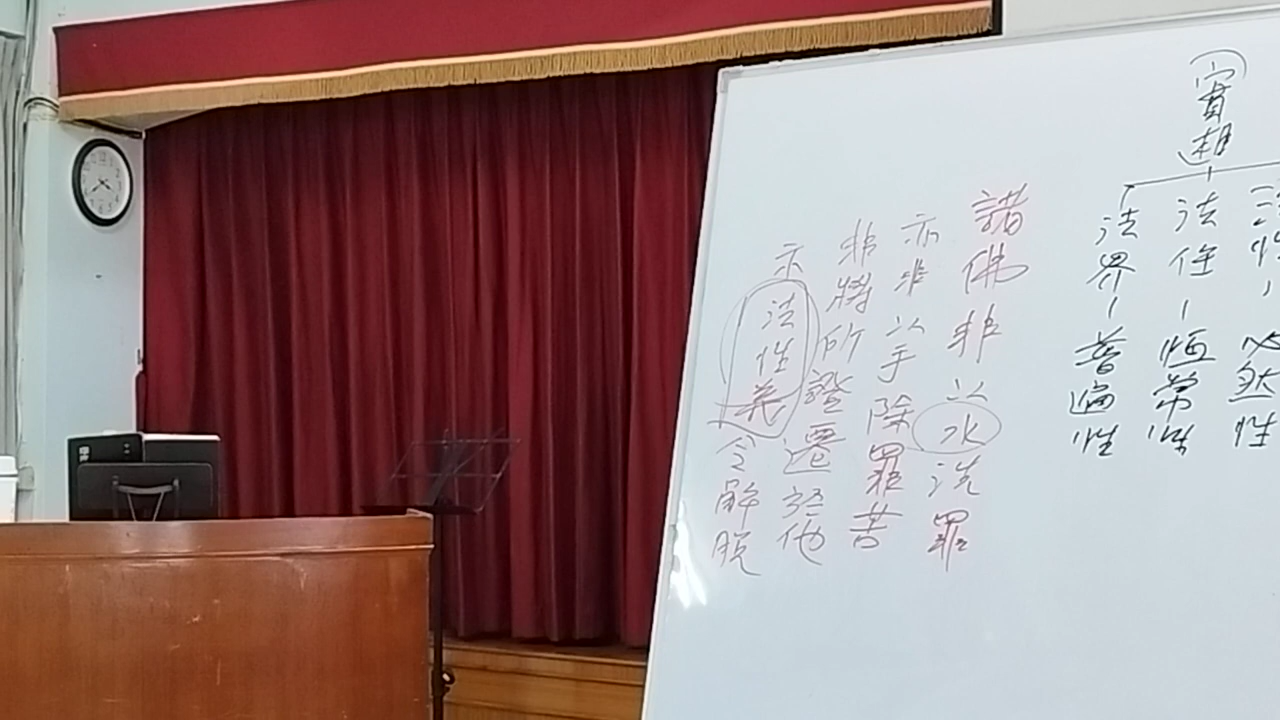 實相
法性 必然性
法住-恒常性
法界-普遍性
諸佛非以水洗罪
亦非以手除罪苦
非將所證遷於他
示法性義令解脫